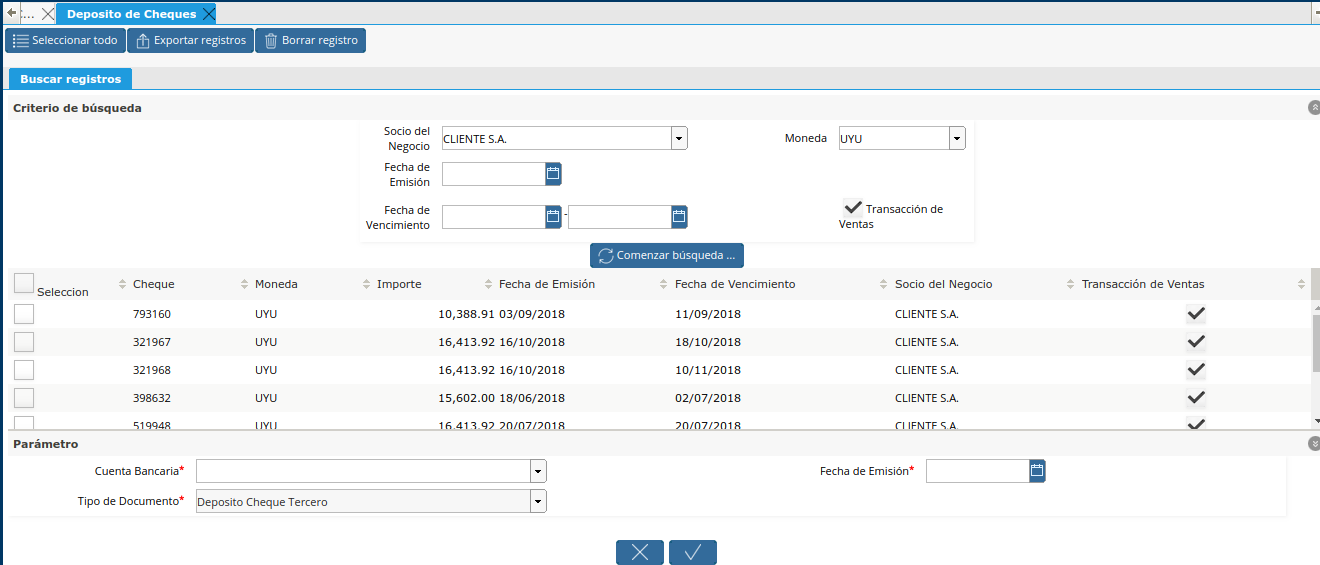 :... Deposito de Cheques
Seleccionar todo Exportar registros Borrar registro
Buscar registros
Criterio de búsqueda
Socio del Negocio CLIENTE S.A. Moneda UYU
Fecha de Emisión
Fecha de Vencimiento - Transacción de Ventas
Comenzar búsqueda ...
Seleccion Cheque Moneda Importe Fecha de Emisión Fecha de Vencimiento Socio del Negocio Transacción de Ventas
793160 UYU 10,388.91 03/09/2018 11/09/2018 CLIENTE S.A.
321967 UYU 16,413.92 16/10/2018 18/10/2018 CLIENTE S.A.
321968 UYU 16,413.92 16/10/2018 10/11/2018 CLIENTE S.A.
398632 UYU 15,602.00 18/06/2018 02/07/2018 CLIENTE S.A.
519948 UYU 16,413.92 20/07/2018 20/07/2018 CLIENTE S.A.
Parámetro
Cuenta Bancaria* Fecha de Emisión*
Tipo de Documento* Deposito Cheque Tercero